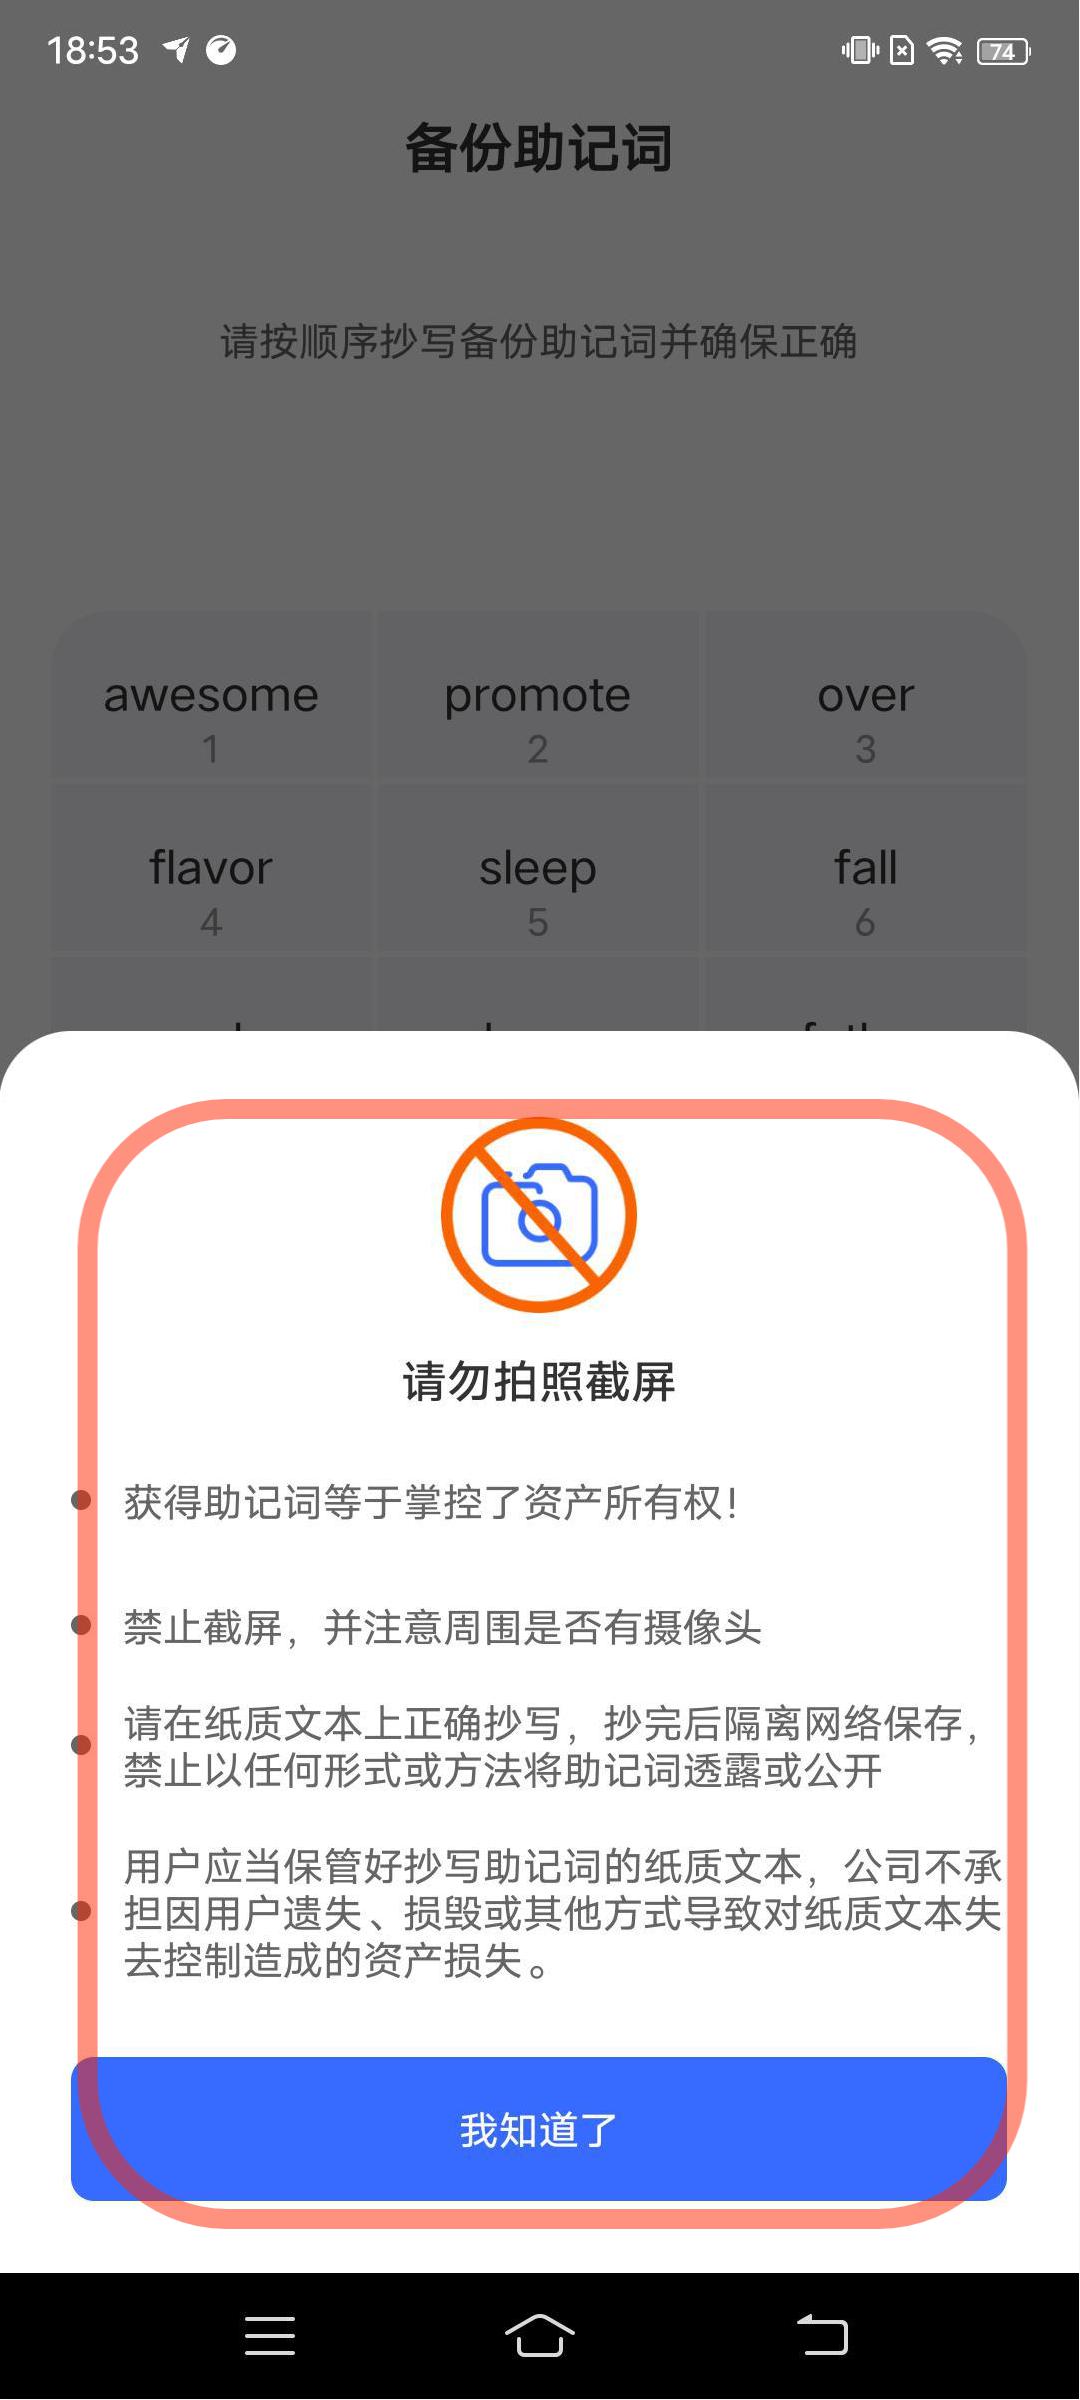 18:53
74
备份助记词
请按顺序抄写备份助记词并确保正确
awesome promote over
1 2 3
flavor sleep fall
4 5 6
请勿拍照截屏
获得助记词等于掌控了资产所有权!
禁止截屏，并注意周围是否有摄像头
请在纸质文本上正确抄写，抄完后隔离网络保存，
禁止以任何形式或方法将助记词透露或公开
用户应当保管好抄写助记词的纸质文本，公司不承
担因用户遗失、损毁或其他方式导致对纸质文本失
去控制造成的资产损失。
我知道了